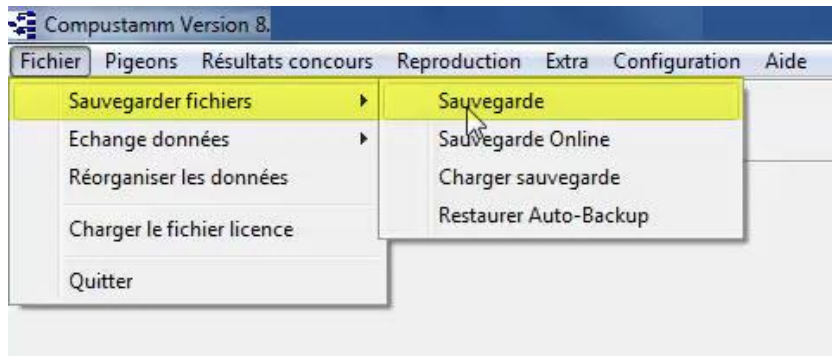 Compustamm Version 8.
Fichier Pigeons Résultats concours Reproduction Extra Configuration Aide
Sauvegarder fichiers
Echange données
Réorganiser les données
Charger le fichier licence
Quitter
Sauvegarde
Sauvegarde Online
Charger sauvegarde
Restaurer Auto-Backup